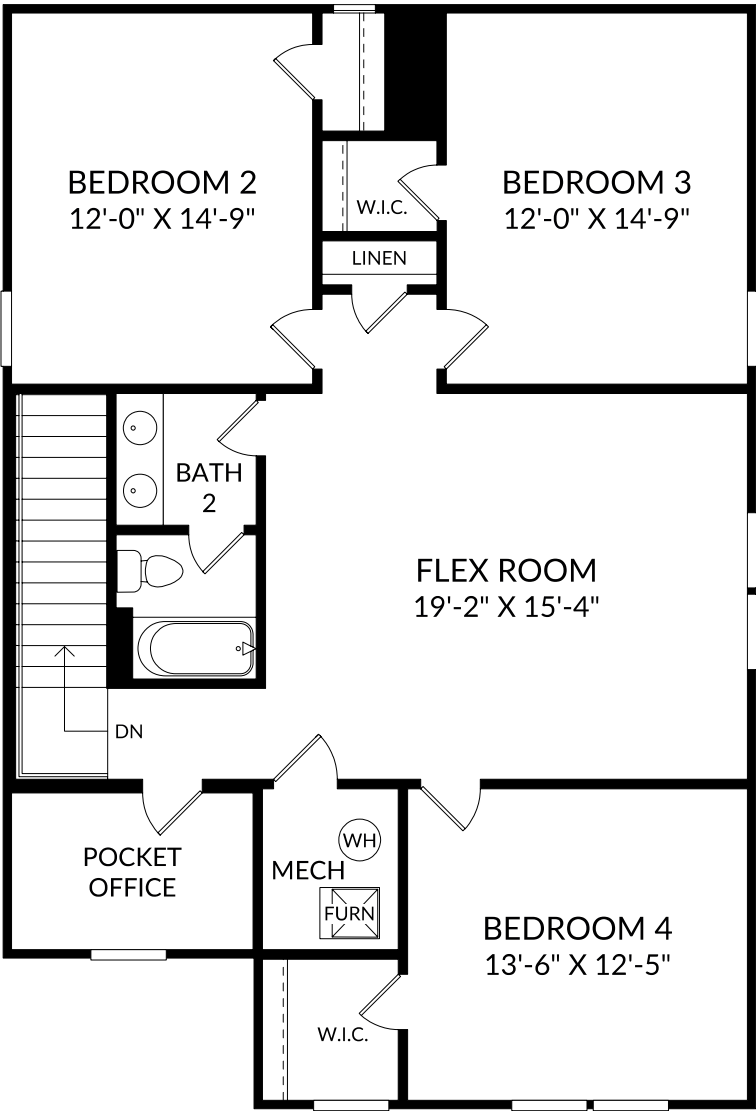 BEDROOM 2
12'-0" X 14'-9"
W.I.C.
BEDROOM 3
12'-0" X 14'-9"
LINEN
BATH
2
FLEX ROOM
19'-2" X 15'-4"
DN
POCKET
OFFICE
WH
MECH
FURN
BEDROOM 4
13'-6" X 12'-5"
W.I.C.